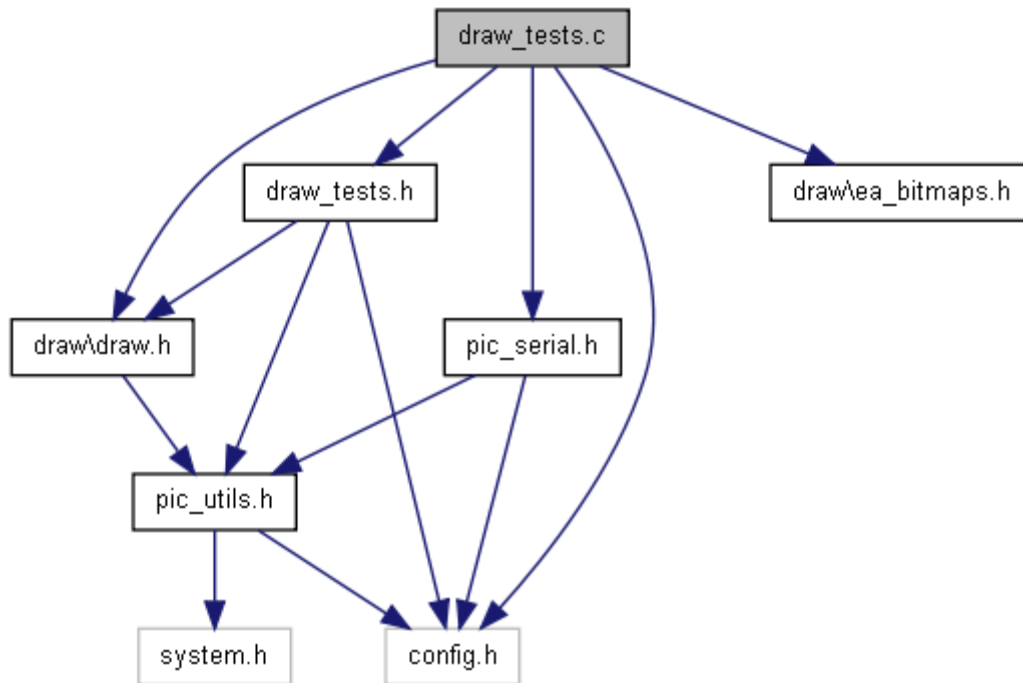 draw_tests.c
draw_tests.h
draw\ea_bitmaps.h
draw\draw.h
pic_serial.h
pic_utils.h
system.h
config.h